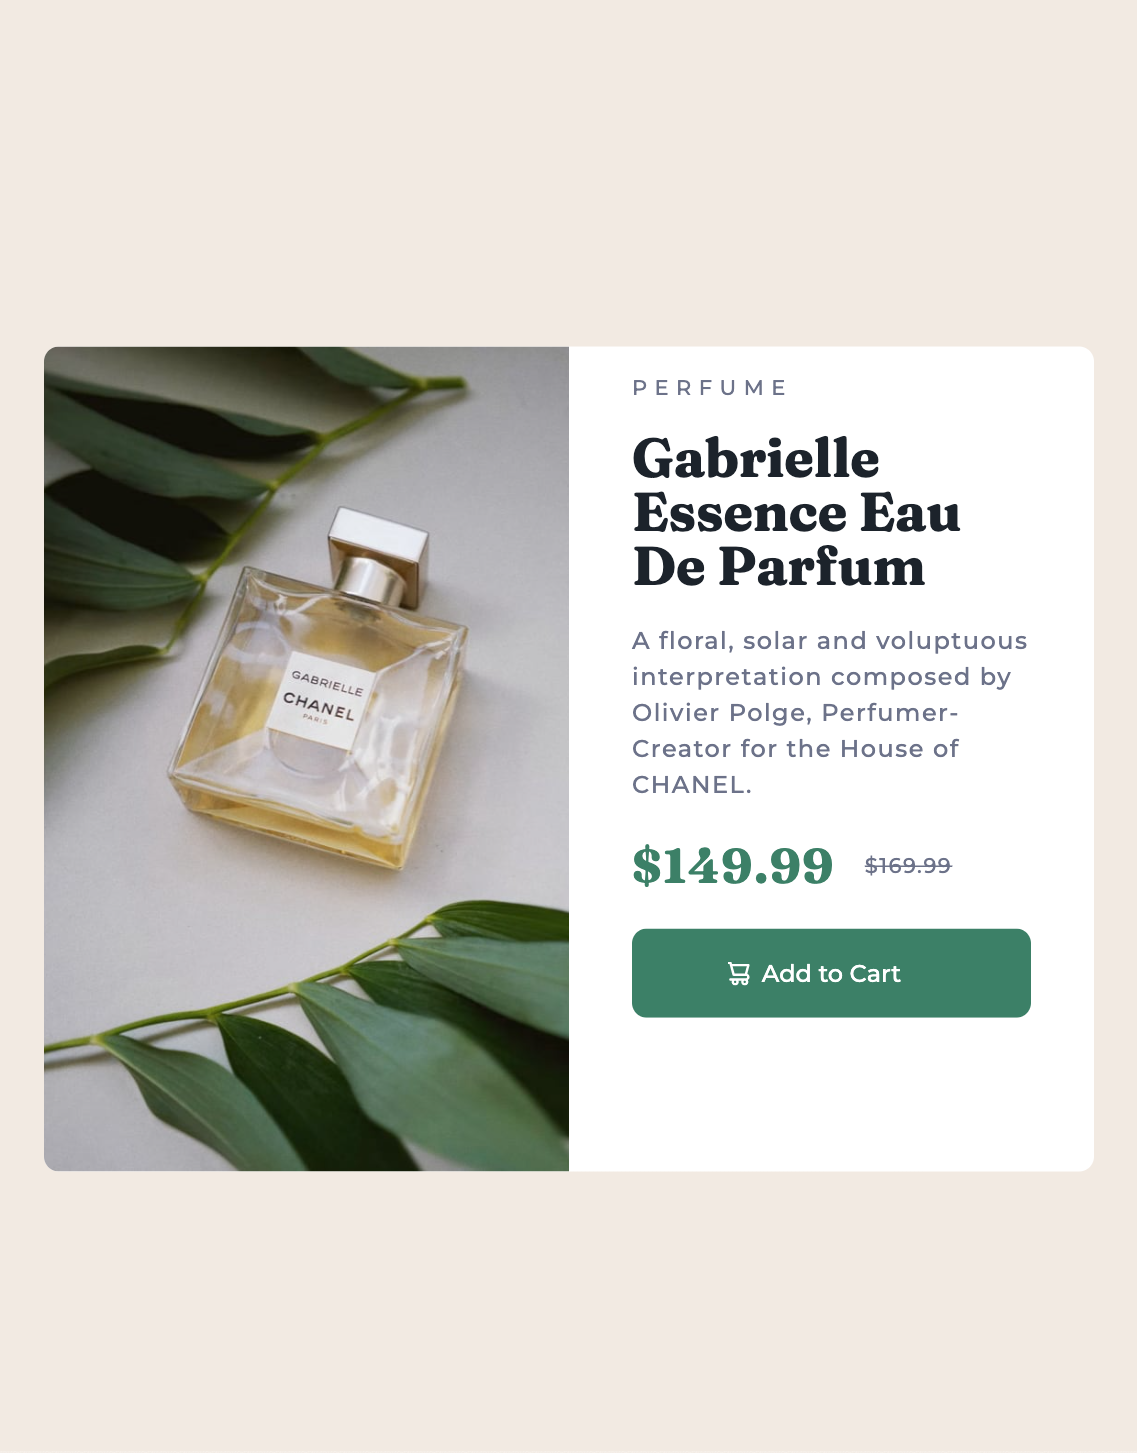 GABRIELLE
CHANEL
PARIS
PERFUME
Gabrielle
Essence Eau
De Parfum
A floral, solar and voluptuous
interpretation composed by
Olivier Polge, Perfumer-
Creator for the House of
CHANEL.
$149.99 $169.99
Add to Cart